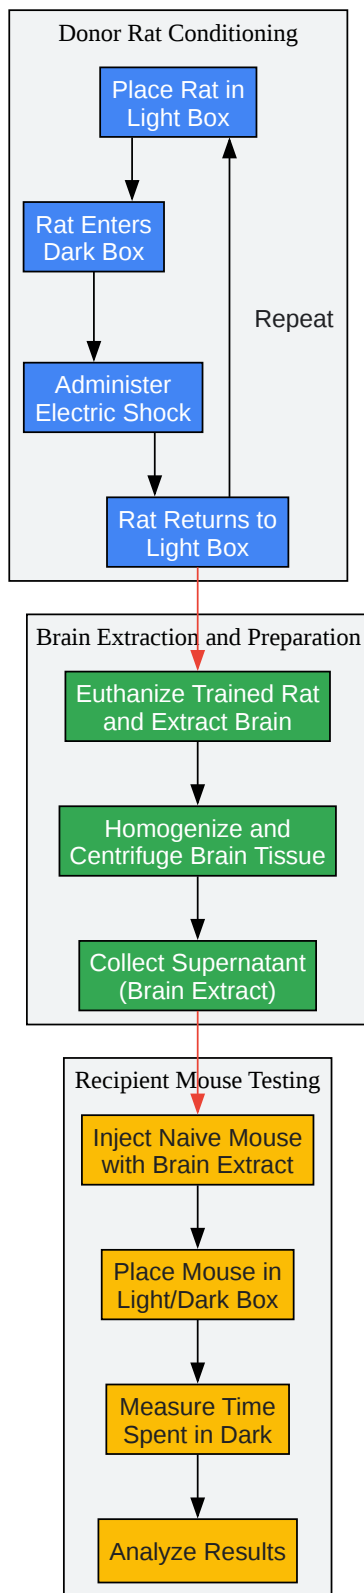 Donor Rat Conditioning
Place Rat in
Light Box
Rat Enters
Dark Box
Repeat
Administer
Electric Shock
Rat Returns to
Light Box
Brain Extraction and Preparation
Euthanize Trained Rat
and Extract Brain
Homogenize and
Centrifuge Brain Tissue
Collect Supernatant
(Brain Extract)
Recipient Mouse Testing
Inject Naive Mouse
with Brain Extract
Place Mouse in
Light/Dark Box
Measure Time
Spent in Dark
Analyze Results